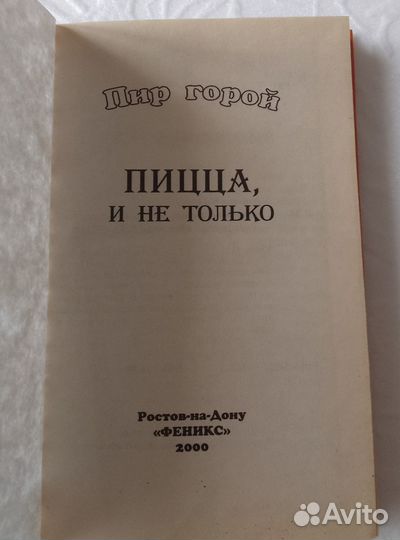 Пир горой
ПИЦЦА,
И НЕ ТОЛЬКО
Ростов-на-Дону
«ФЕНИКС»
2000
Avito